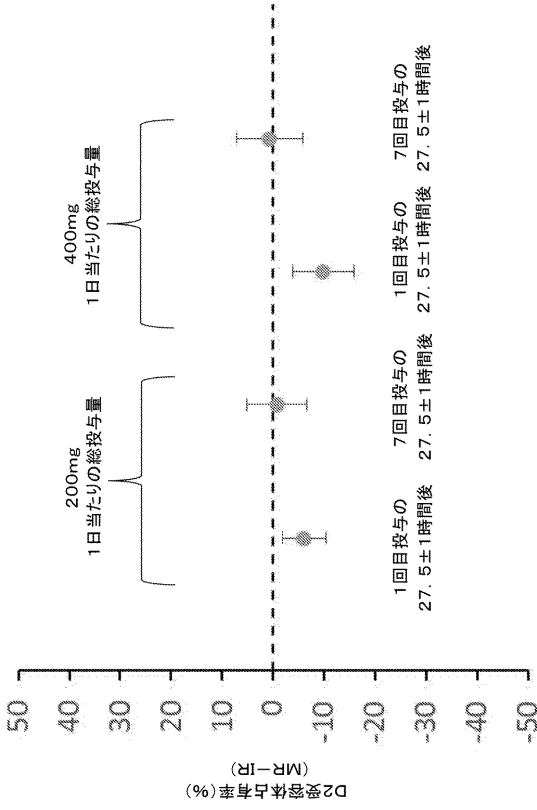 D2受容体占有率(%)
(MR-IR)
50
40
30
20
10
0
-10
-20
-30
-40
-50
200mg
1日当たりの総投与量
400mg
1日当たりの総投与量
1回目投与の
27. 5±1時間後
7回目投与の
27. 5±1時間後
1回目投与の
27. 5±1時間後
7回目投与の
27. 5±1時間後